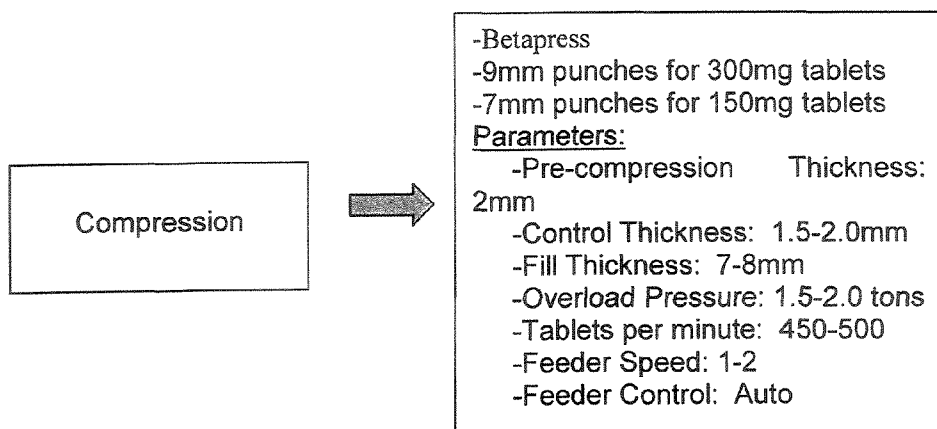 Compression
-Betapress
-9mm punches for 300mg tablets
-7mm punches for 150mg tablets
Parameters:
-Pre-compression Thickness:
2mm
-Control Thickness: 1.5-2.0mm
-Fill Thickness: 7-8mm
-Overload Pressure: 1.5-2.0 tons
-Tablets per minute: 450-500
-Feeder Speed: 1-2
-Feeder Control: Auto